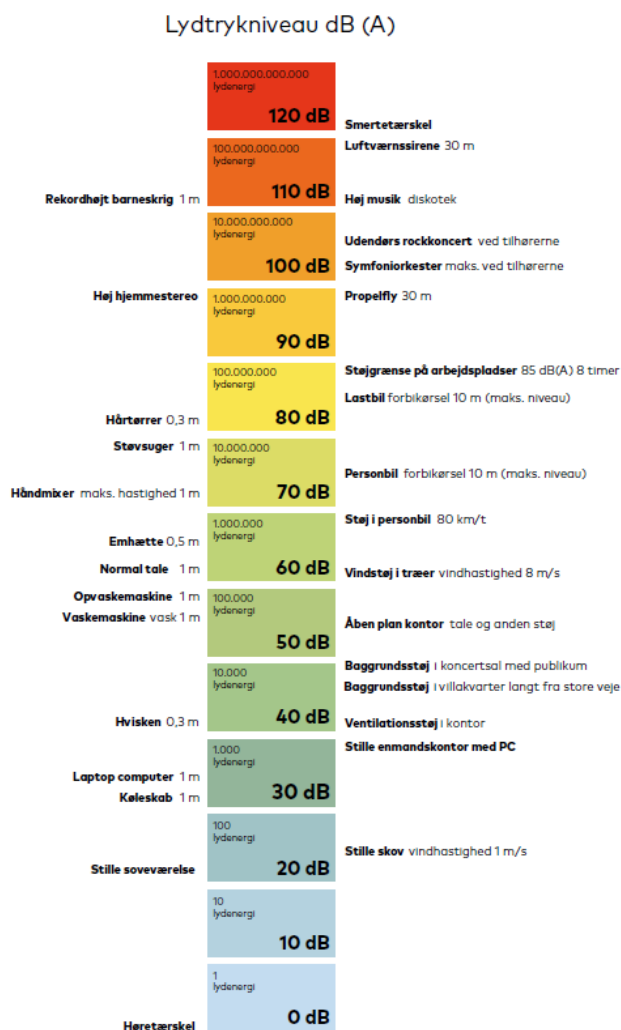 Lydtrykniveau dB (A)
1.000.000.000.000
lydenergi
120 dB
Smertetærskel
100.000.000.000
lydenergi
Luftværnssirene 30 m
110 dB
Rekordhøjt barneskrig 1 m
Høj musik diskotek
10.000.000.000
lydenergi
Udendørs rockkoncert ved tilhørerne
100 dB
Symfoniorkester maks. ved tilhørerne
Høj hjemmestereo
1.000.000.000
lydenergi
Propelfly 30 m
90 dB
100.000.000
lydenergi
Støjgrænse på arbejdspladser 85 dB(A) 8 timer
Lastbil forbikørsel 10 m (maks. niveau)
80 dB
Hårtørrer 0,3 m
Støvsuger 1 m
10.000.000
lydenergi
Personbil forbikørsel 10 m (maks. niveau)
70 dB
Håndmixer maks. hastighed 1 m
1.000.000
lydenergi
Støj i personbil 80 km/t
Emhætte 0,5 m
60 dB
Normal tale 1 m
Vindstøj i træer vindhastighed 8 m/s
Opvaskemaskine 1 m
100.000
lydenergi
Vaskemaskine vask 1 m
Åben plan kontor tale og anden støj
50 dB
Baggrundsstøj i koncertsal med publikum
10.000
lydenergi
Baggrundsstøj i villakvarter langt fra store veje
40 dB
Hvisken 0,3 m
Ventilationsstøj i kontor
1.000
lydenergi
Stille enmandskontor med PC
Laptop computer 1 m
30 dB
Køleskab 1 m
100
lydenergi
Stille skov vindhastighed 1 m/s
20 dB
Stille soveværelse
10
lydenergi
10 dB
1
lydenergi
0 dB
Høretærskel